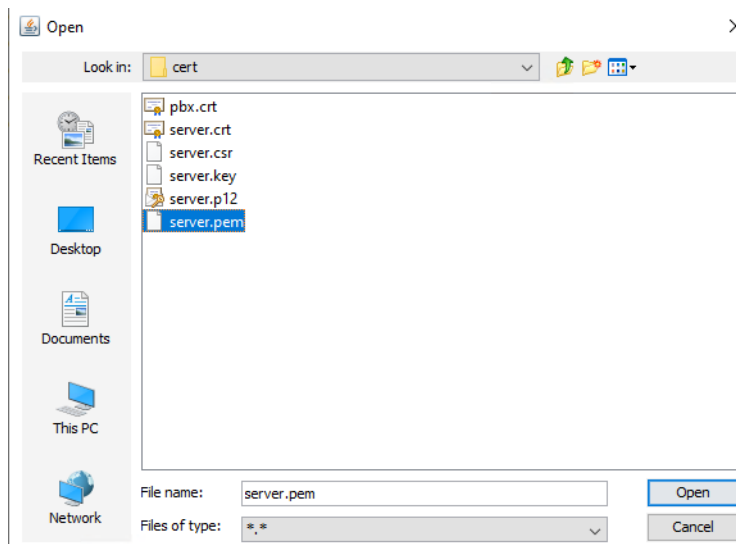 Open
Look in: cert
Recent Items
Desktop
Documents
This PC
Network
pbx.crt
server.crt
server.csr
server.key
server.p12
server.pem
File name: server.pem
Open
Files of type: *.*
Cancel